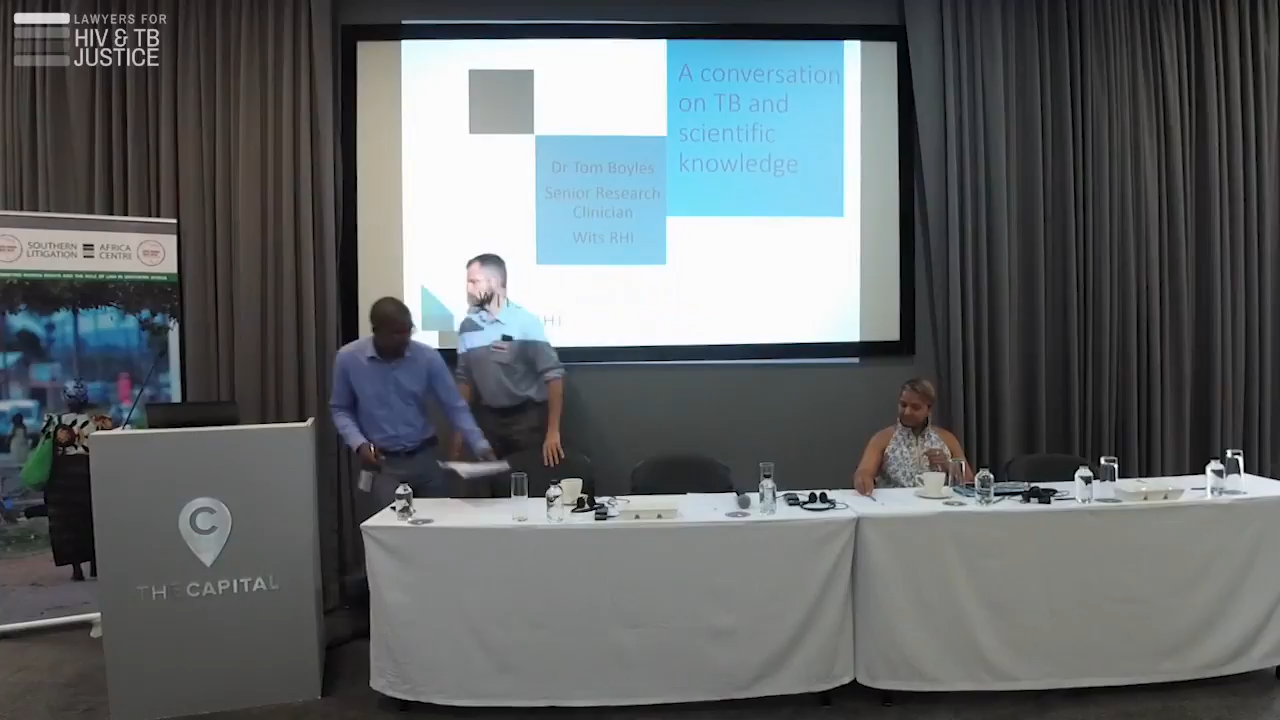 LAWYERS FOR
HIV & TB
JUSTICE
A conversation
on TB and
scientific
knowledge
Dr Tom Boyles
Senior Research
Clinician
Wits RHI
SOUTHERN AFRICA
LITIGATION CENTRE
C
THE CAPITAL